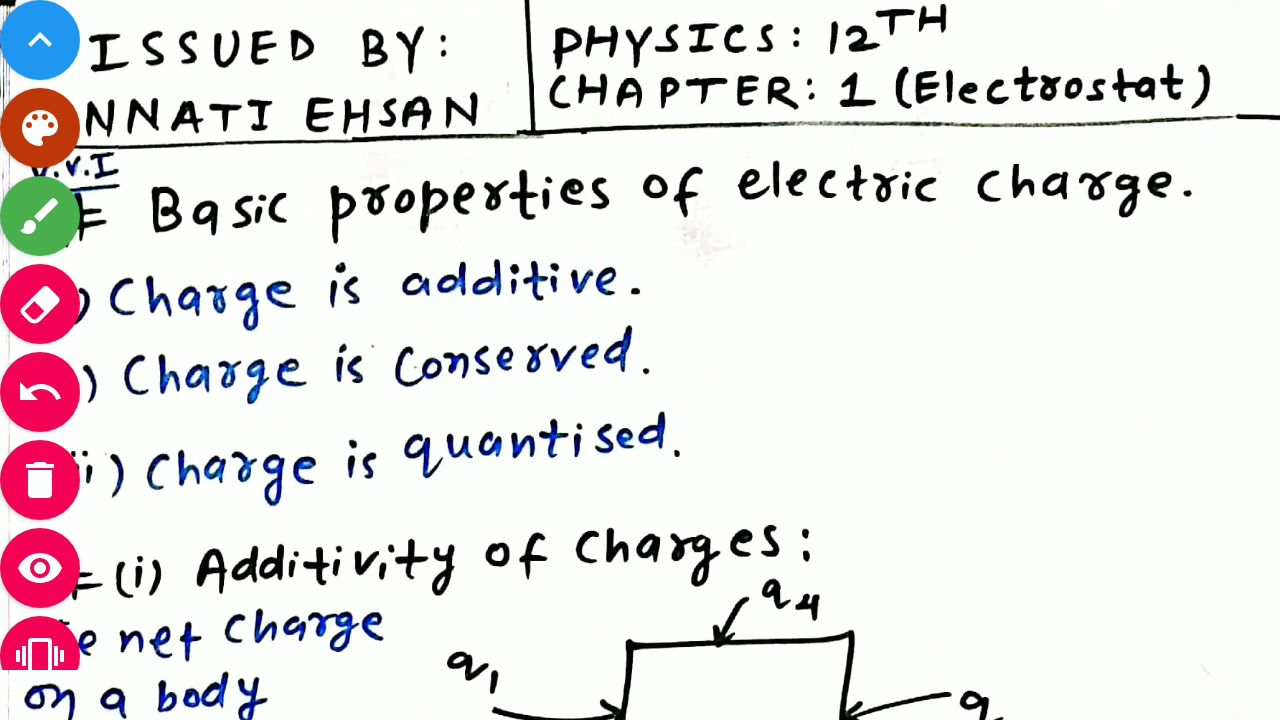 ISSUED BY:
NNATI EHSAN
PHYSICS: 12TH
CHAPTER: 1 (Electrostat)
V.V.I
Basic properties of electric charge.
) Charge is additive.
) Charge is Conserved.
ii) Charge is quantised.
= (i) Additivity of Charges:
e net Charge
on a body
q4
q1
q